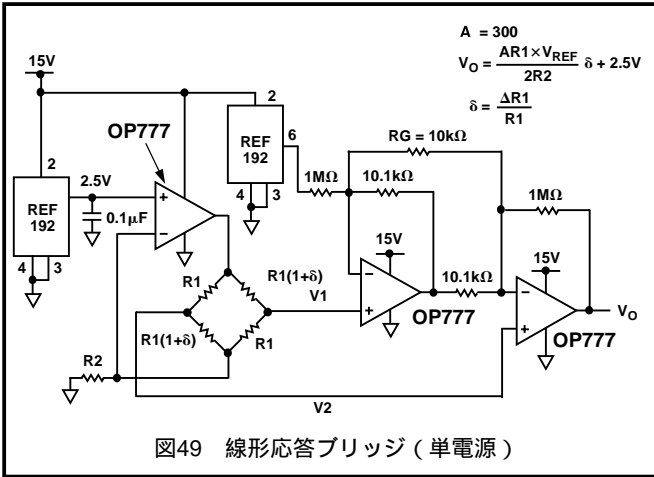 A = 300
V_O = AR1×V_REF / 2R2 δ + 2.5V
δ = ΔR1 / R1
15V
2
OP777
REF
192
6
4
3
1MΩ
RG = 10kΩ
10.1kΩ
1MΩ
2
2.5V
REF
192
0.1μF
4
3
+
−
15V
−
+
OP777
10.1kΩ
15V
−
+
OP777
V_O
R1
R1(1+δ)
V1
R1(1+δ)
R1
R2
V2
図49 線形応答ブリッジ(単電源)